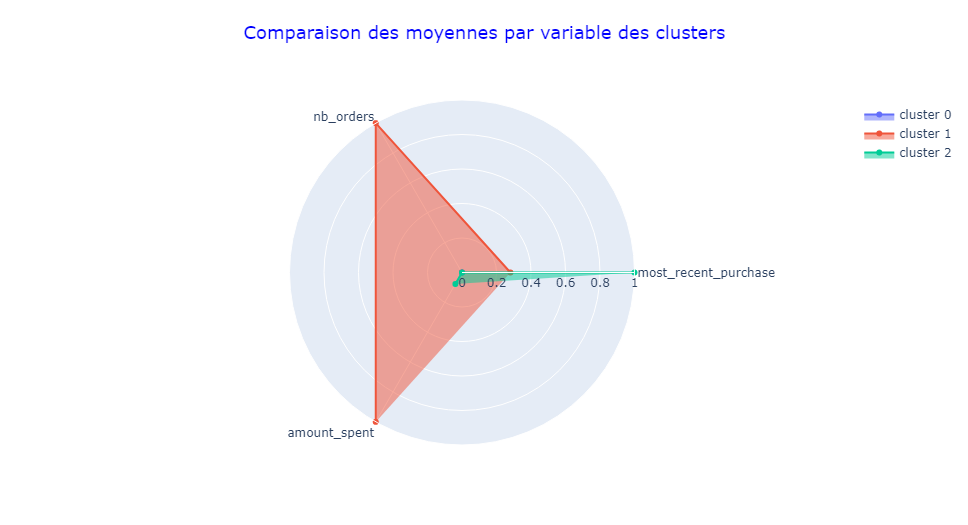 Comparaison des moyennes par variable des clusters
nb_orders
cluster 0
cluster 1
cluster 2
most_recent_purchase
0 0.2 0.4 0.6 0.8 1
amount_spent